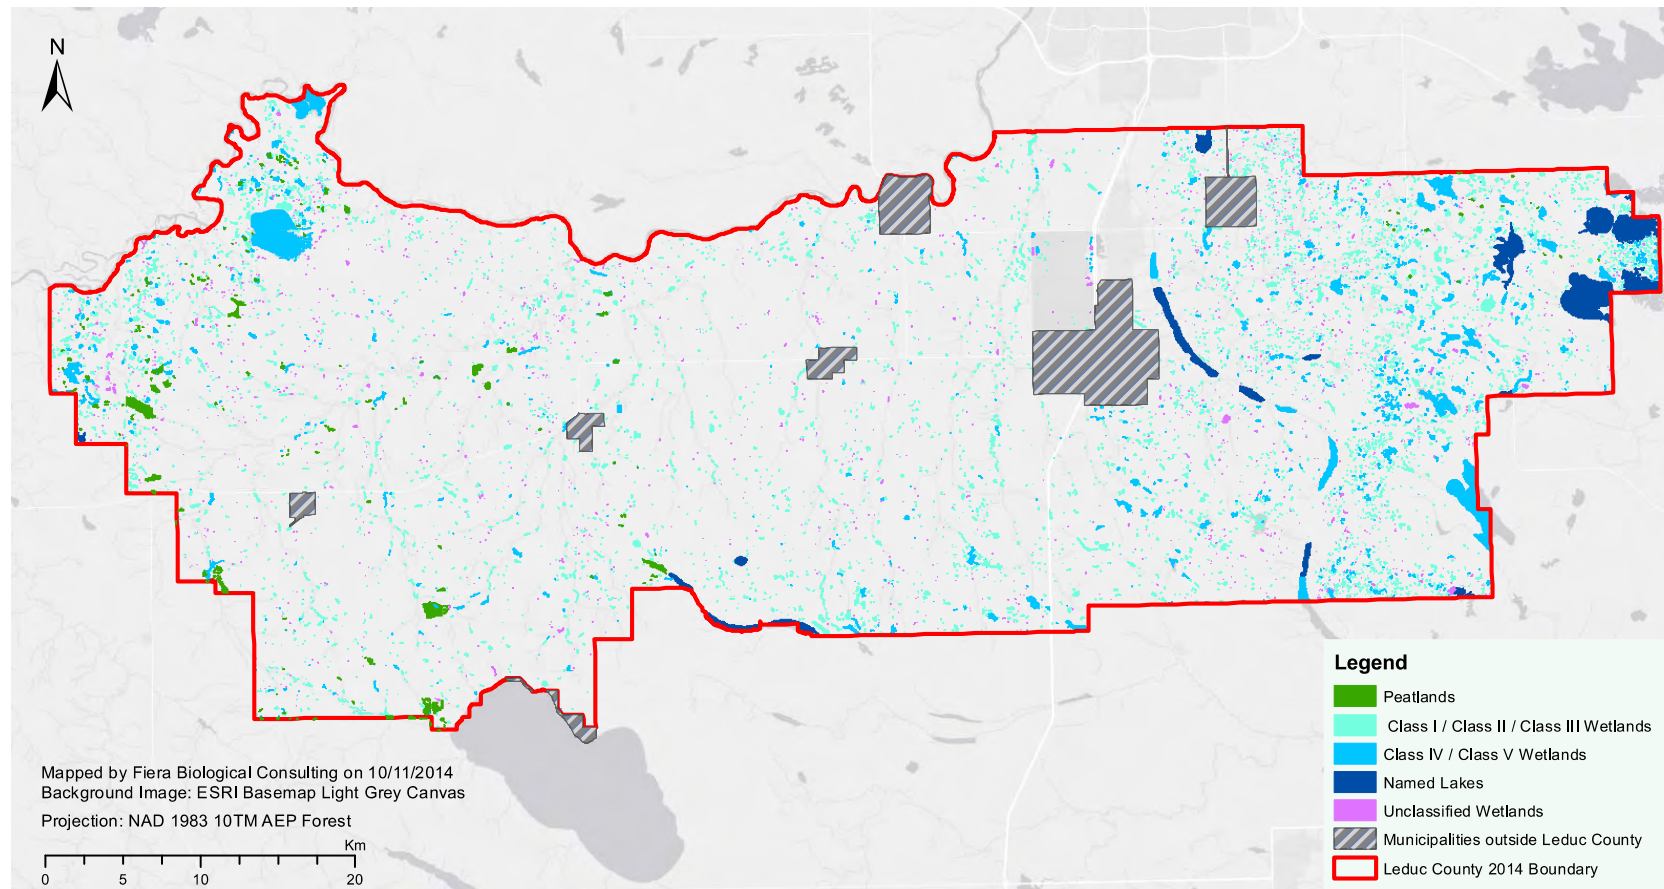 N
Legend
Peatlands
Class I / Class II / Class III Wetlands
Class IV / Class V Wetlands
Named Lakes
Unclassified Wetlands
Municipalities outside Leduc County
Leduc County 2014 Boundary
Mapped by Fiera Biological Consulting on 10/11/2014
Background Image: ESRI Basemap Light Grey Canvas
Projection: NAD 1983 10TM AEP Forest
Km
0 5 10 20